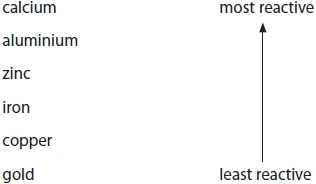 calcium most reactive
aluminium
zinc
iron
copper
gold least reactive